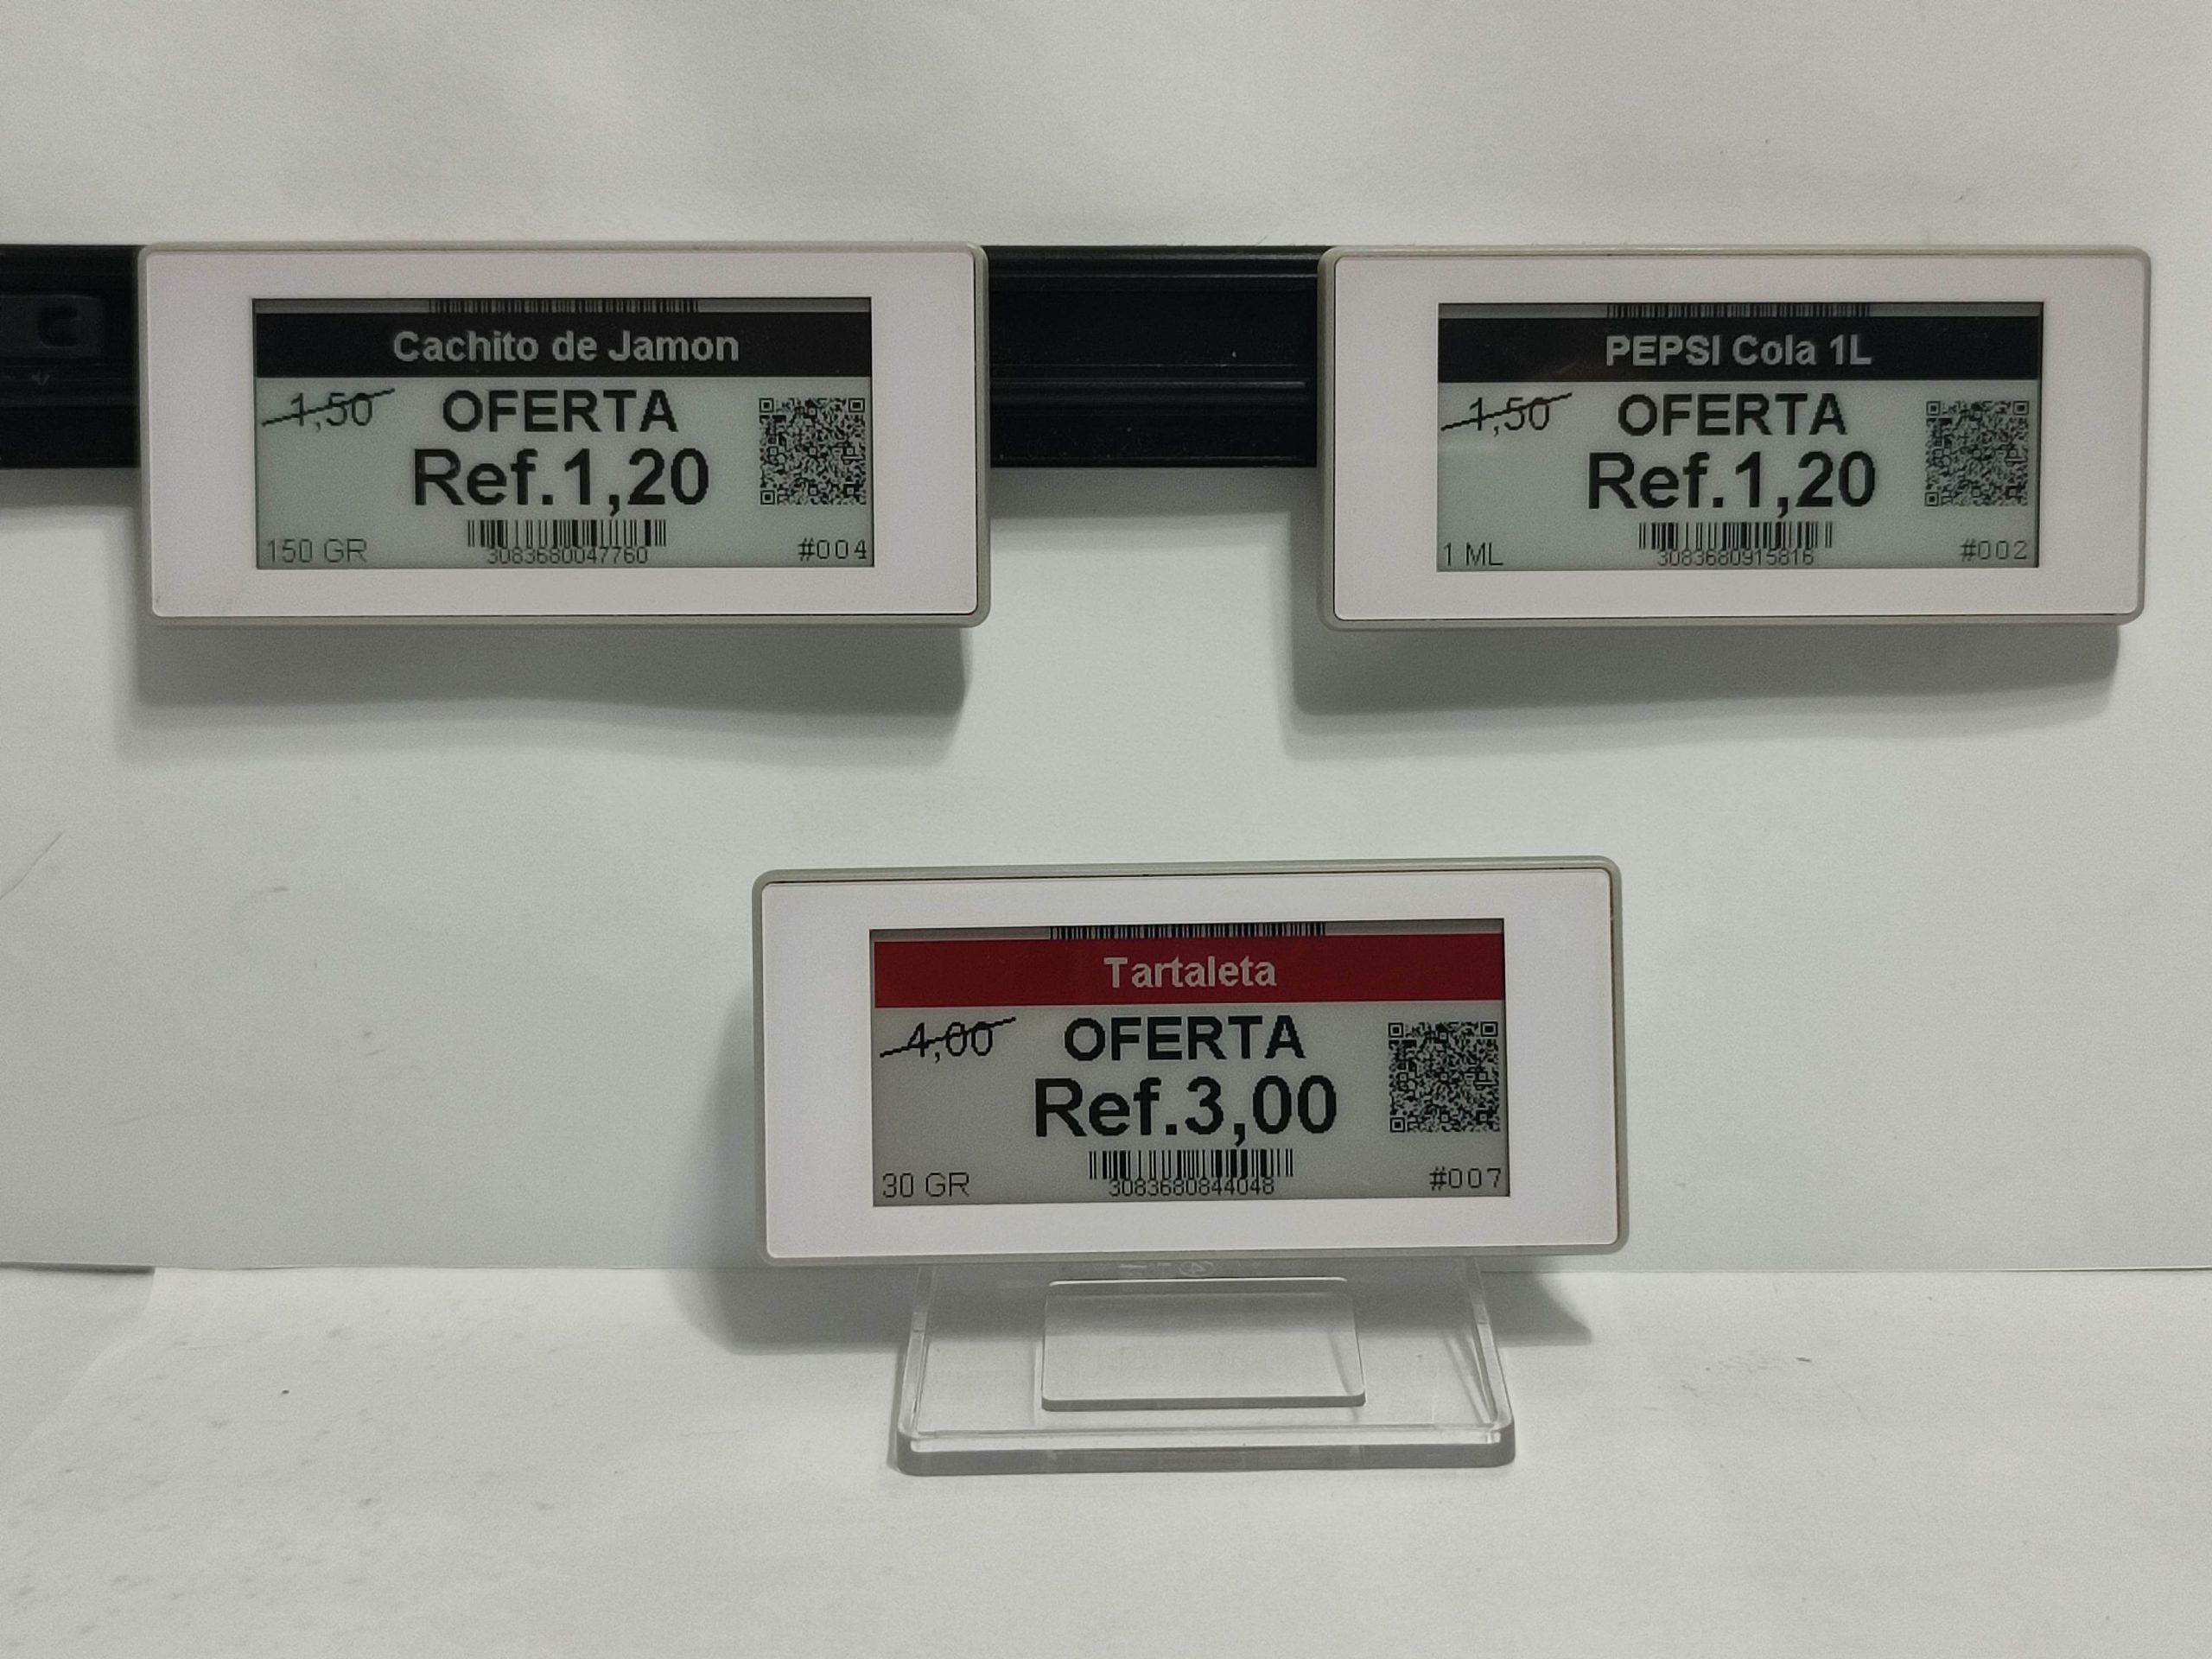 Cachito de Jamon
1,50
OFERTA
Ref.1,20
150 GR
3083680047760
#004
PEPSI Cola 1L
1,50
OFERTA
Ref.1,20
1 ML
3083680915816
#002
Tartaleta
4,00
OFERTA
Ref.3,00
30 GR
3083680844048
#007